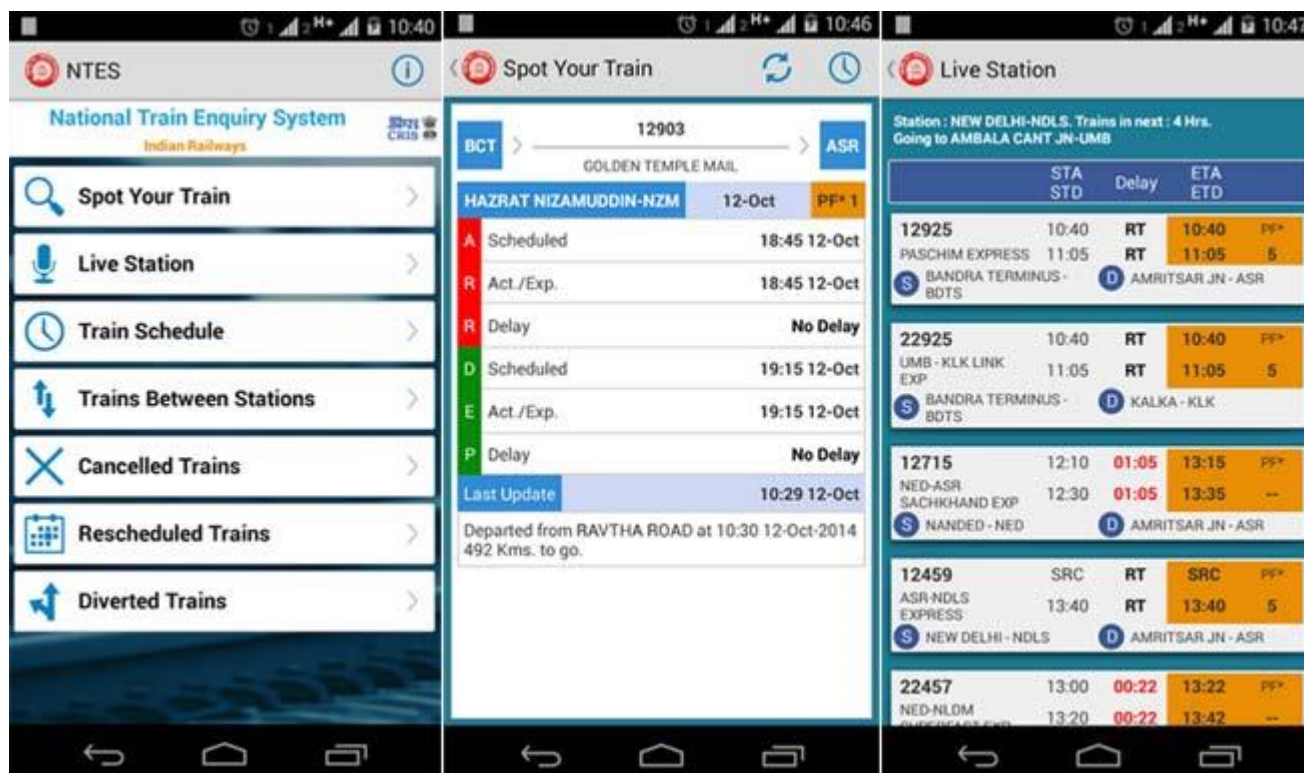 1 2 H+ 10:40
NTES
National Train Enquiry System
Indian Railways
CRIS
Spot Your Train
Live Station
Train Schedule
Trains Between Stations
Cancelled Trains
Rescheduled Trains
Diverted Trains
1 2 H+ 10:46
Spot Your Train
12903
BCT ASR
GOLDEN TEMPLE MAIL
HAZRAT NIZAMUDDIN-NZM 12-Oct PF* 1
A Scheduled 18:45 12-Oct
R Act./Exp. 18:45 12-Oct
R Delay No Delay
D Scheduled 19:15 12-Oct
E Act./Exp. 19:15 12-Oct
P Delay No Delay
Last Update 10:29 12-Oct
Departed from RAVTHA ROAD at 10:30 12-Oct-2014
492 Kms. to go.
1 2 H+ 10:47
Live Station
Station : NEW DELHI-NDLS. Trains in next : 4 Hrs.
Going to AMBALA CANT JN-UMB
STA Delay ETA
STD ETD
12925 10:40 RT 10:40 PF*
PASCHIM EXPRESS 11:05 RT 11:05 5
S BANDRA TERMINUS - D AMRITSAR JN - ASR
BDTS
22925 10:40 RT 10:40 PF*
UMB - KLK LINK 11:05 RT 11:05 5
EXP
S BANDRA TERMINUS - D KALKA - KLK
BDTS
12715 12:10 01:05 13:15 PF*
NED-ASR 12:30 01:05 13:35 --
SACHKHAND EXP
S NANDED - NED D AMRITSAR JN - ASR
12459 SRC RT SRC PF*
ASR-NDLS 13:40 RT 13:40 5
EXPRESS
S NEW DELHI - NDLS D AMRITSAR JN - ASR
22457 13:00 00:22 13:22 PF*
NED-NLDM 13:20 00:22 13:42 --